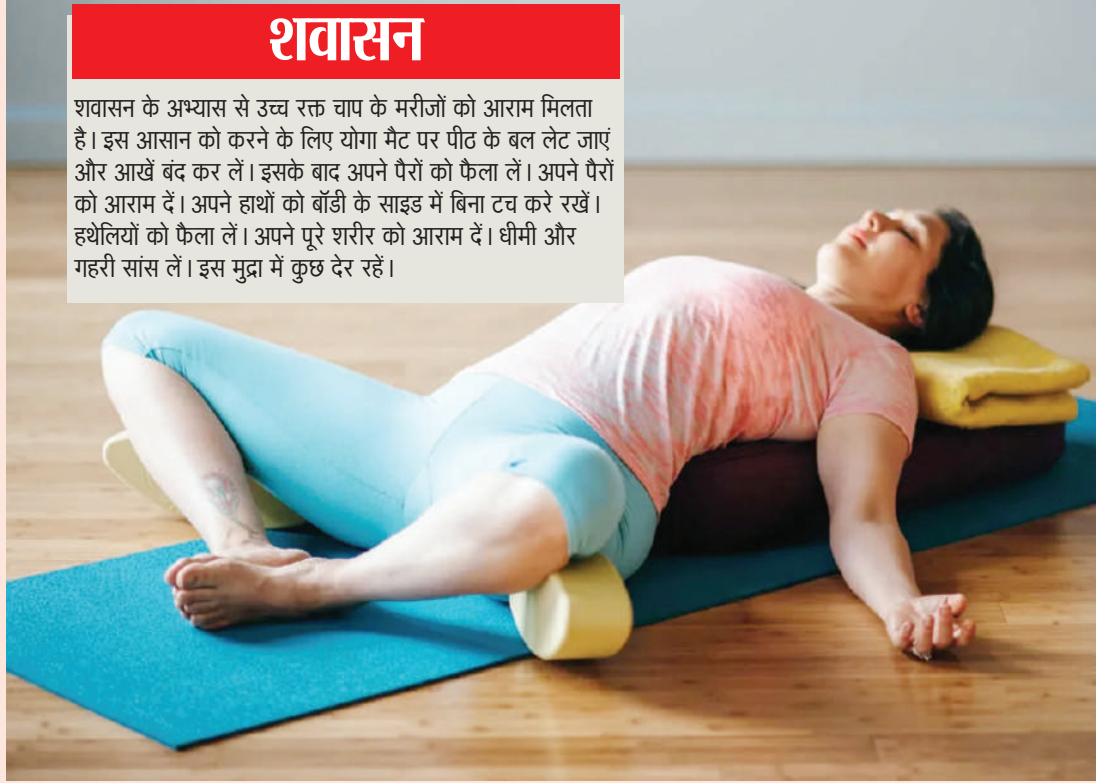 शवासन
शवासन के अभ्यास से उच्च रक्त चाप के मरीजों को आराम मिलता
है। इस आसान को करने के लिए योगा मैट पर पीठ के बल लेट जाएं
और आखें बंद कर लें। इसके बाद अपने पैरों को फैला लें। अपने पैरों
को आराम दें। अपने हाथों को बॉडी के साइड में बिना टच करे रखें।
हथेलियों को फैला लें। अपने पूरे शरीर को आराम दें। धीमी और
गहरी सांस लें। इस मुद्रा में कुछ देर रहें।